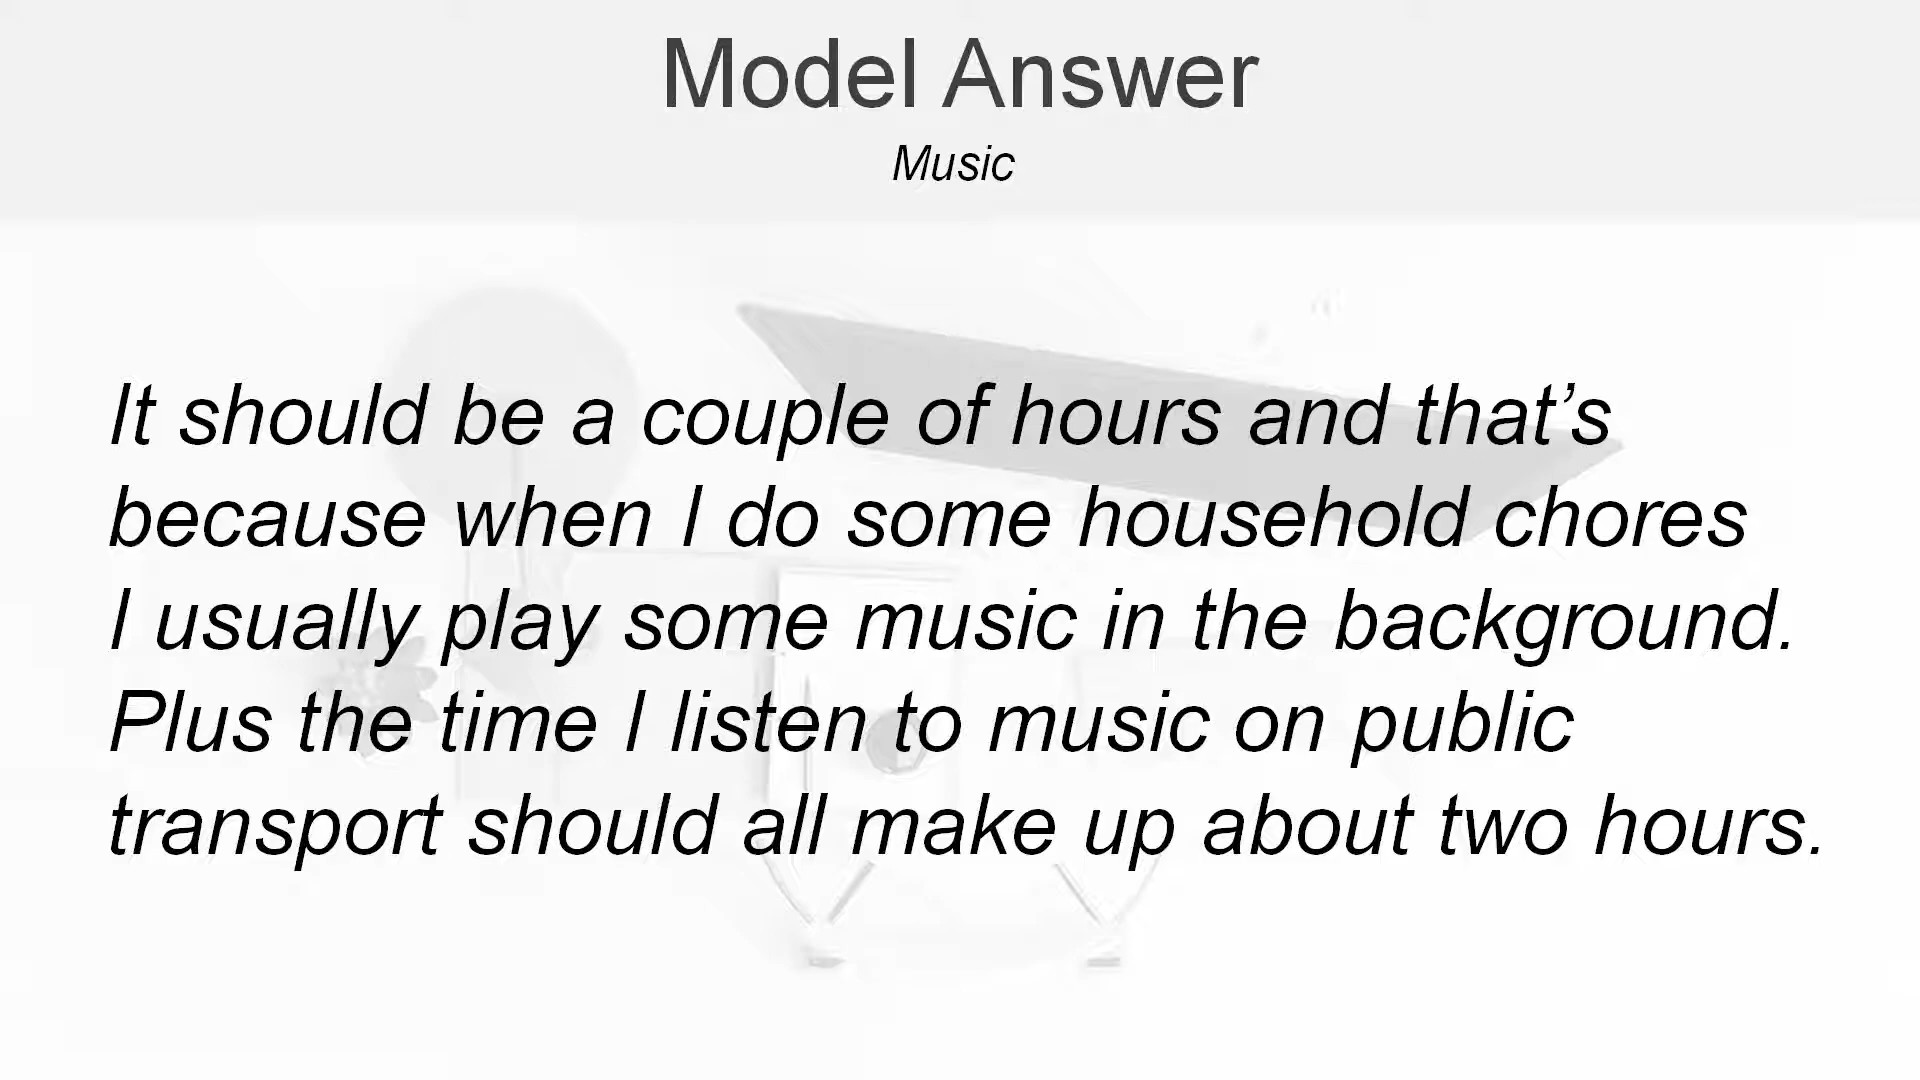 Model Answer
Music
It should be a couple of hours and that’s
because when I do some household chores
I usually play some music in the background.
Plus the time I listen to music on public
transport should all make up about two hours.